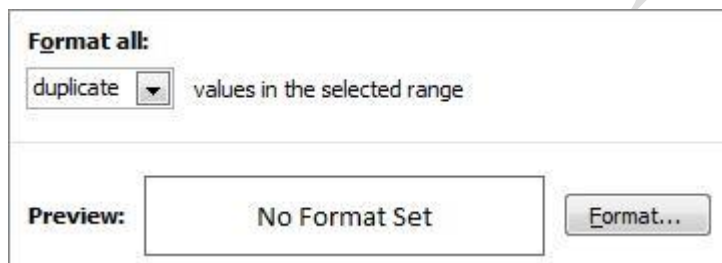 Format all:
duplicate values in the selected range
Preview: No Format Set Format...